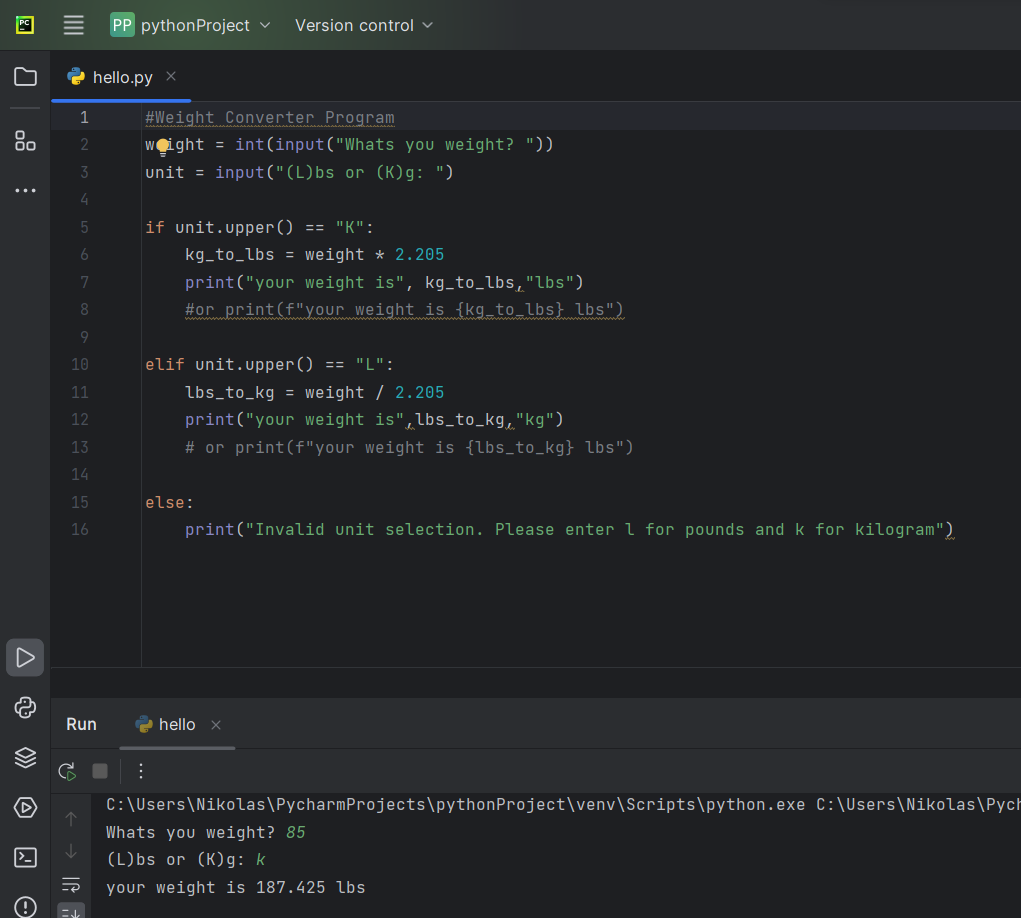 PC
PP pythonProject Version control
hello.py
1 #Weight Converter Program
2 weight = int(input("Whats you weight? "))
3 unit = input("(L)bs or (K)g: ")
4
5 if unit.upper() == "K":
6     kg_to_lbs = weight * 2.205
7     print("your weight is", kg_to_lbs,"lbs")
8     #or print(f"your weight is {kg_to_lbs} lbs")
9
10 elif unit.upper() == "L":
11     lbs_to_kg = weight / 2.205
12     print("your weight is",lbs_to_kg,"kg")
13     # or print(f"your weight is {lbs_to_kg} lbs")
14
15 else:
16     print("Invalid unit selection. Please enter l for pounds and k for kilogram")
Run hello
C:\Users\Nikolas\PycharmProjects\pythonProject\venv\Scripts\python.exe C:\Users\Nikolas\Pych
Whats you weight? 85
(L)bs or (K)g: k
your weight is 187.425 lbs